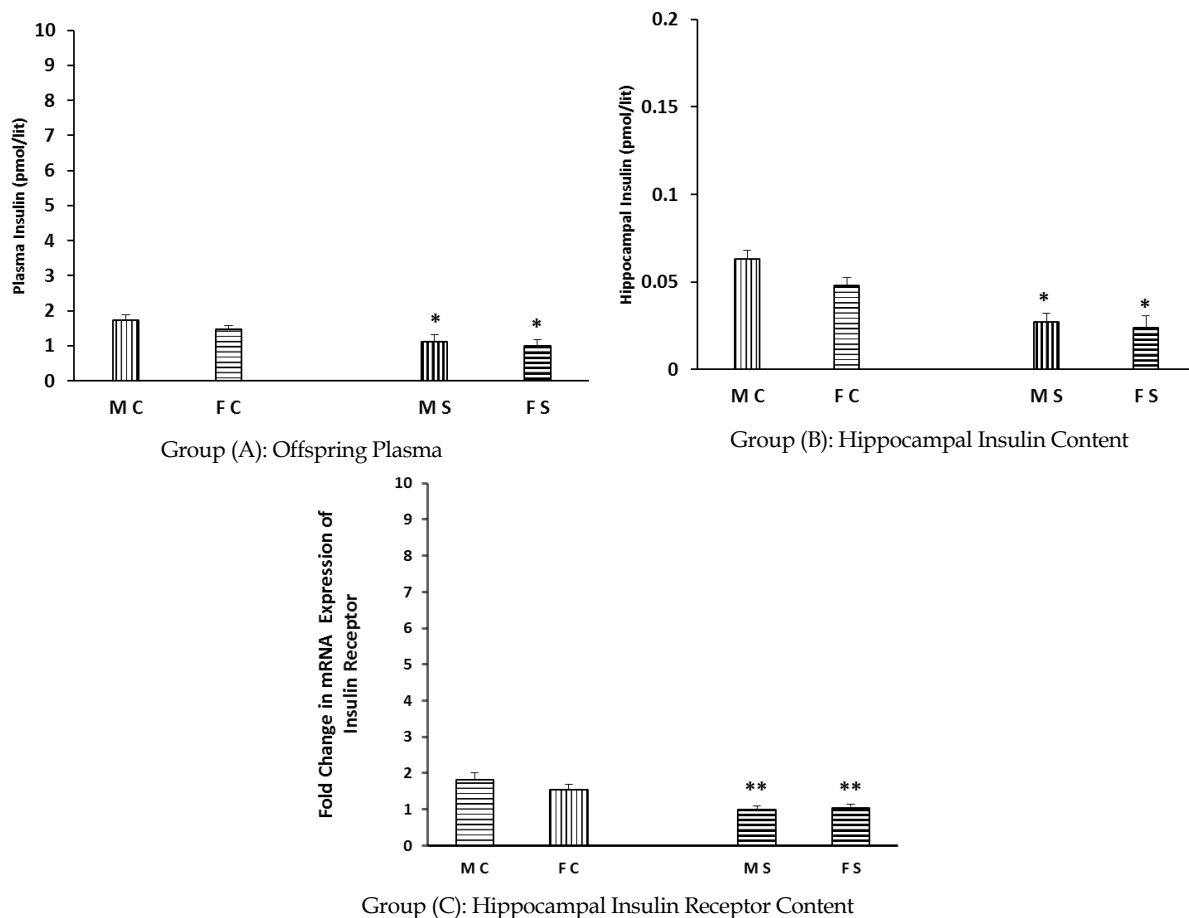 10
9
8
7
6
5
4
3
2
1
0
Plasma Insulin (pmol/lit)
*
*
M C
F C
M S
F S
Group (A): Offspring Plasma
0.2
0.15
0.1
0.05
0
Hippocampal Insulin (pmol/lit)
*
*
M C
F C
M S
F S
Group (B): Hippocampal Insulin Content
10
9
8
7
6
5
4
3
2
1
0
Fold Change in mRNA Expression of
Insulin Receptor
**
**
M C
F C
M S
F S
Group (C): Hippocampal Insulin Receptor Content